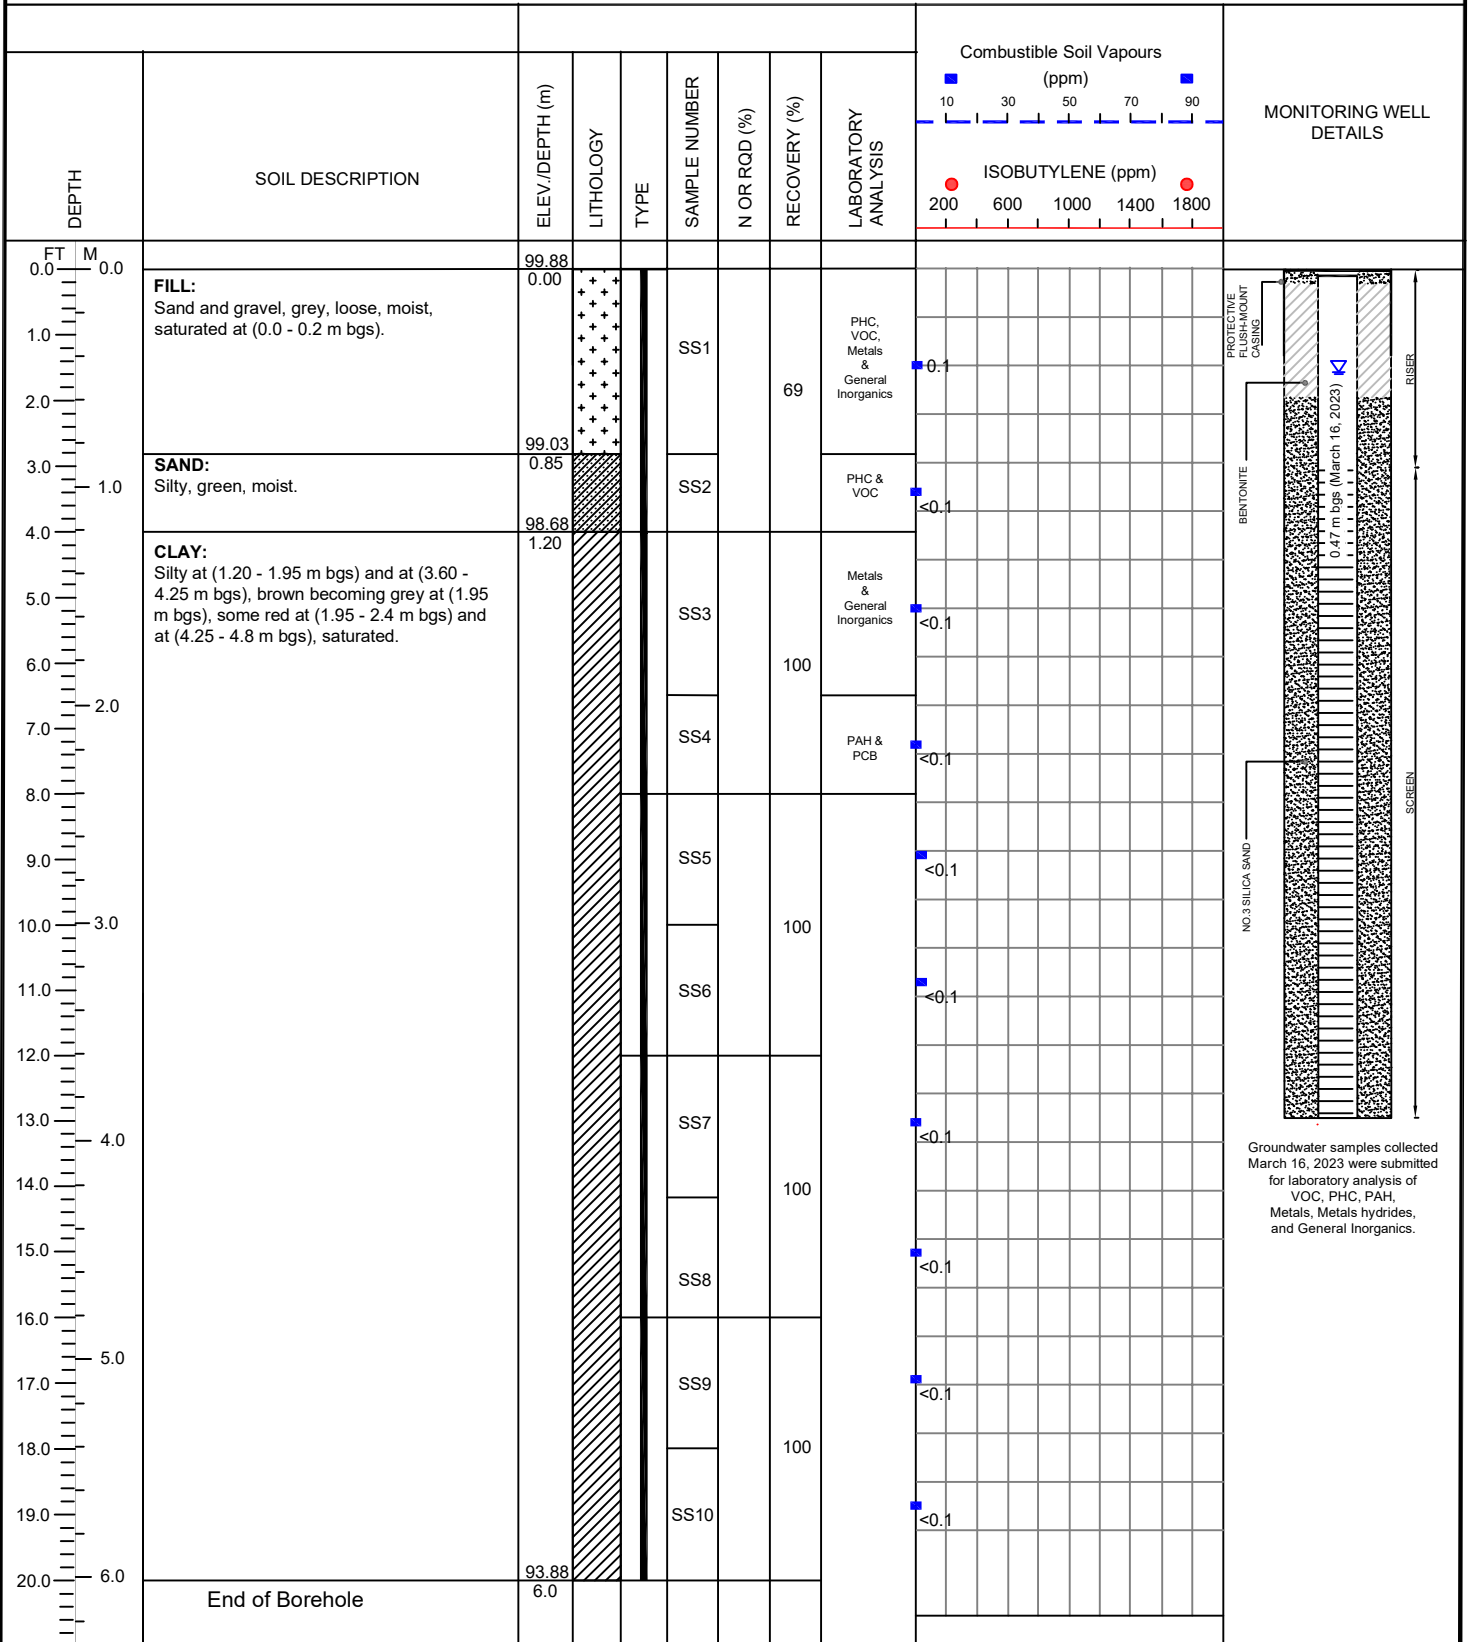 Combustible Soil Vapours
(ppm)
10 30 50 70 90
ISOBUTYLENE (ppm)
200 600 1000 1400 1800
MONITORING WELL
DETAILS
DEPTH
SOIL DESCRIPTION
ELEV./DEPTH (m)
LITHOLOGY
TYPE
SAMPLE NUMBER
N OR RQD (%)
RECOVERY (%)
LABORATORY
ANALYSIS
FT M
0.0 0.0
1.0
2.0
3.0
1.0
4.0
5.0
6.0
2.0
7.0
8.0
9.0
10.0 3.0
11.0
12.0
13.0
4.0
14.0
15.0
16.0
5.0
17.0
18.0
19.0
20.0 6.0
FILL:
Sand and gravel, grey, loose, moist,
saturated at (0.0 - 0.2 m bgs).
SAND:
Silty, green, moist.
CLAY:
Silty at (1.20 - 1.95 m bgs) and at (3.60 -
4.25 m bgs), brown becoming grey at (1.95
m bgs), some red at (1.95 - 2.4 m bgs) and
at (4.25 - 4.8 m bgs), saturated.
End of Borehole
99.88
0.00
99.03
0.85
98.68
1.20
93.88
6.0
SS1
SS2
SS3
SS4
SS5
SS6
SS7
SS8
SS9
SS10
69
100
100
100
100
PHC,
VOC,
Metals
&
General
Inorganics
PHC &
VOC
Metals
&
General
Inorganics
PAH &
PCB
0.1
<0.1
<0.1
<0.1
<0.1
<0.1
<0.1
<0.1
<0.1
<0.1
PROTECTIVE
FLUSH-MOUNT
CASING
BENTONITE
NO.3 SILICA SAND
0.47 m bgs (March 16, 2023)
RISER
SCREEN
Groundwater samples collected
March 16, 2023 were submitted
for laboratory analysis of
VOC, PHC, PAH,
Metals, Metals hydrides,
and General Inorganics.